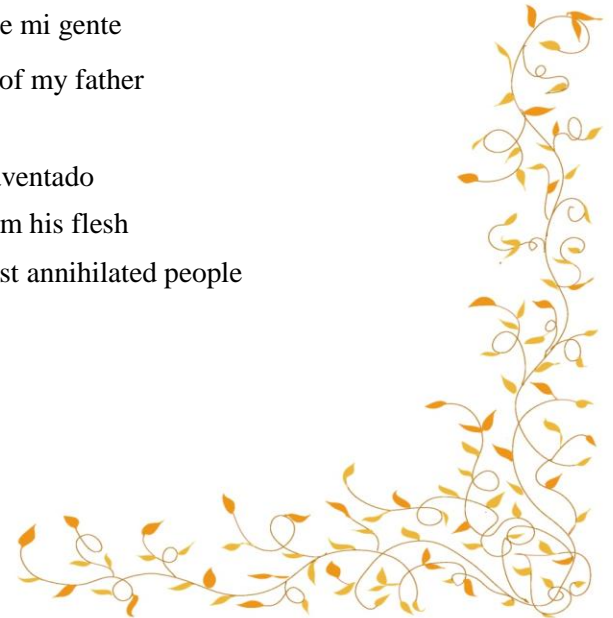 e mi gente
of my father
ventado
m his flesh
st annihilated people